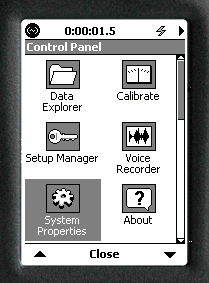 0:00:01.5
Control Panel
Data
Explorer
Calibrate
Setup Manager
Voice
Recorder
System
Properties
About
Close